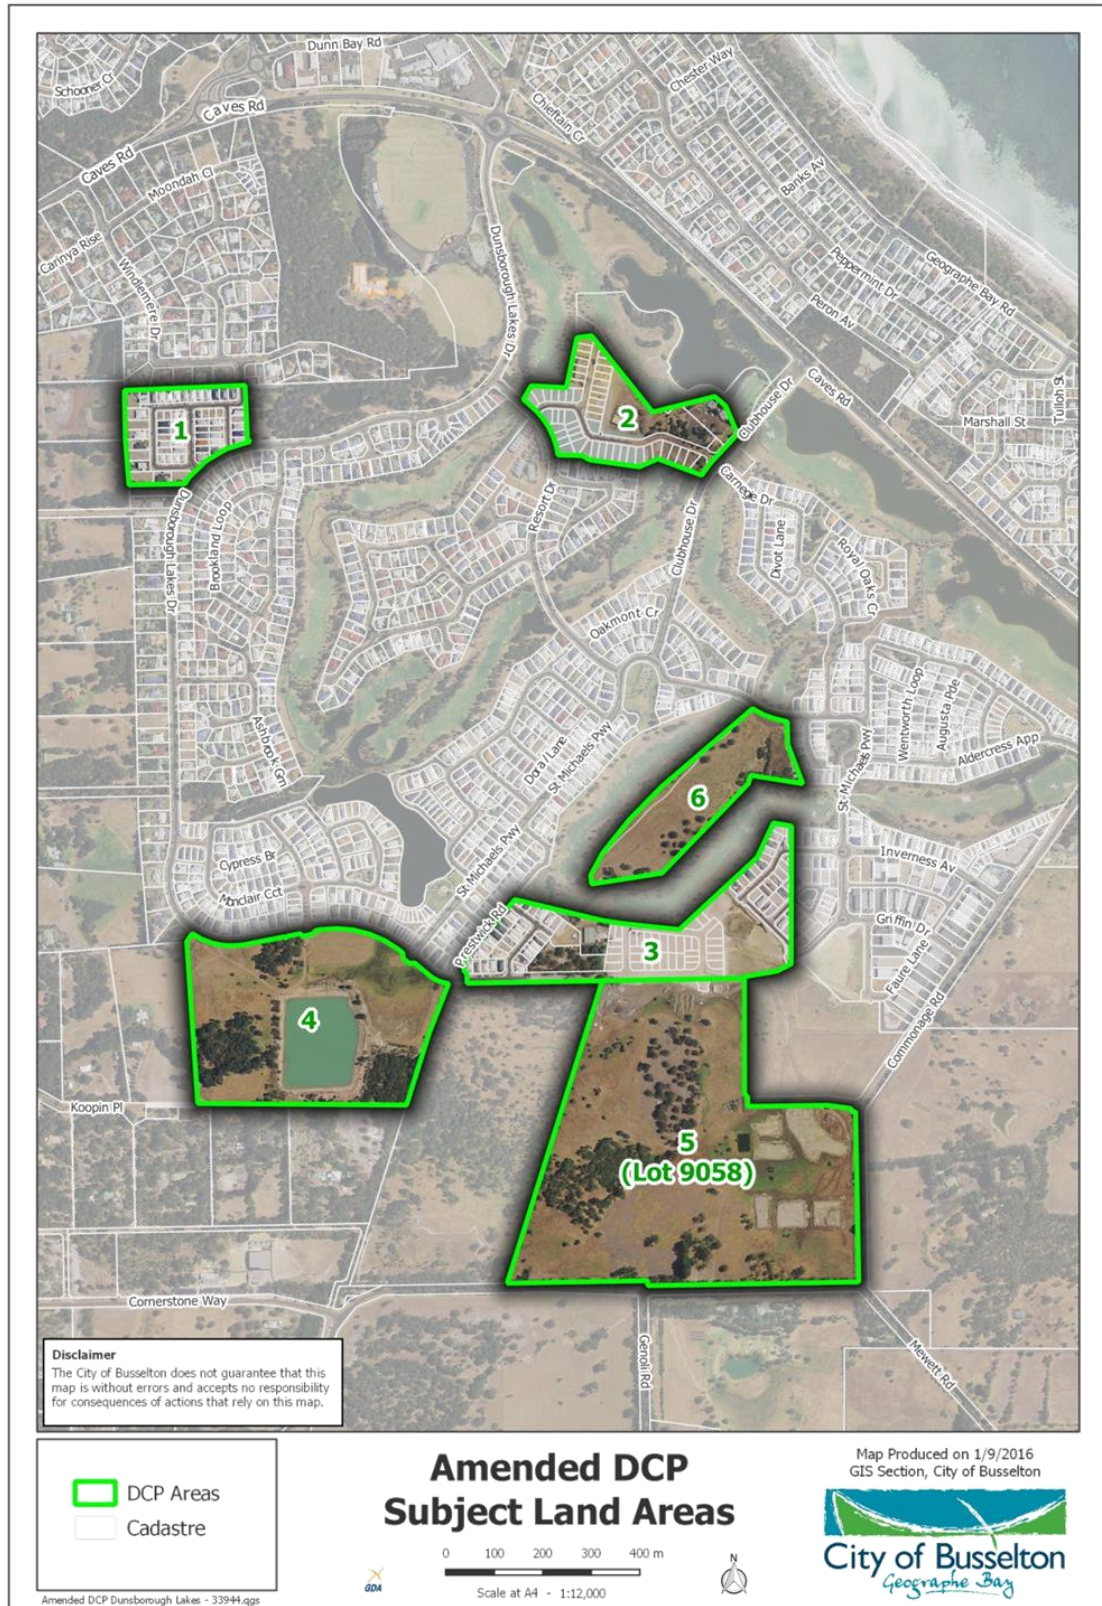 Dunn Bay Rd
Schooner Cr
Chester Way
Caves Rd
Chieftain Cr
Caves Rd
Moondah Cl
Banks Av
Carinya Rise
Windlemere Dr
Dunsborough Lakes Dr
Peppermint Dr
Geographe Bay Rd
Peron Av
Caves Rd
Clubhouse Dr
Tulloh St
Marshall St
1
2
Dunsborough Lakes Dr
Brookland Loop
Resort Dr
Clubhouse Dr
Carnegie Dr
Divot Lane
Royal Oaks Cr
Oakmont Cr
Wentworth Loop
Augusta Pde
Ashbrook Grn
Doral Lane
St Michaels Pwy
St Michaels Pwy
Aldercress App
6
Cypress Br
St Michaels Pwy
Inverness Av
Monclair Cct
Griffin Dr
Prestwick Rd
3
Faure Lane
4
Commonage Rd
Koopin Pl
5
(Lot 9058)
Cornerstone Way
Genoli Rd
Mewett Rd
Disclaimer
The City of Busselton does not guarantee that this
map is without errors and accepts no responsibility
for consequences of actions that rely on this map.
DCP Areas
Cadastre
Amended DCP
Subject Land Areas
0 100 200 300 400 m
Scale at A4 - 1:12,000
GDA
N
Map Produced on 1/9/2016
GIS Section, City of Busselton
City of Busselton
Geographe Bay
Amended DCP Dunsborough Lakes - 33944.qgs